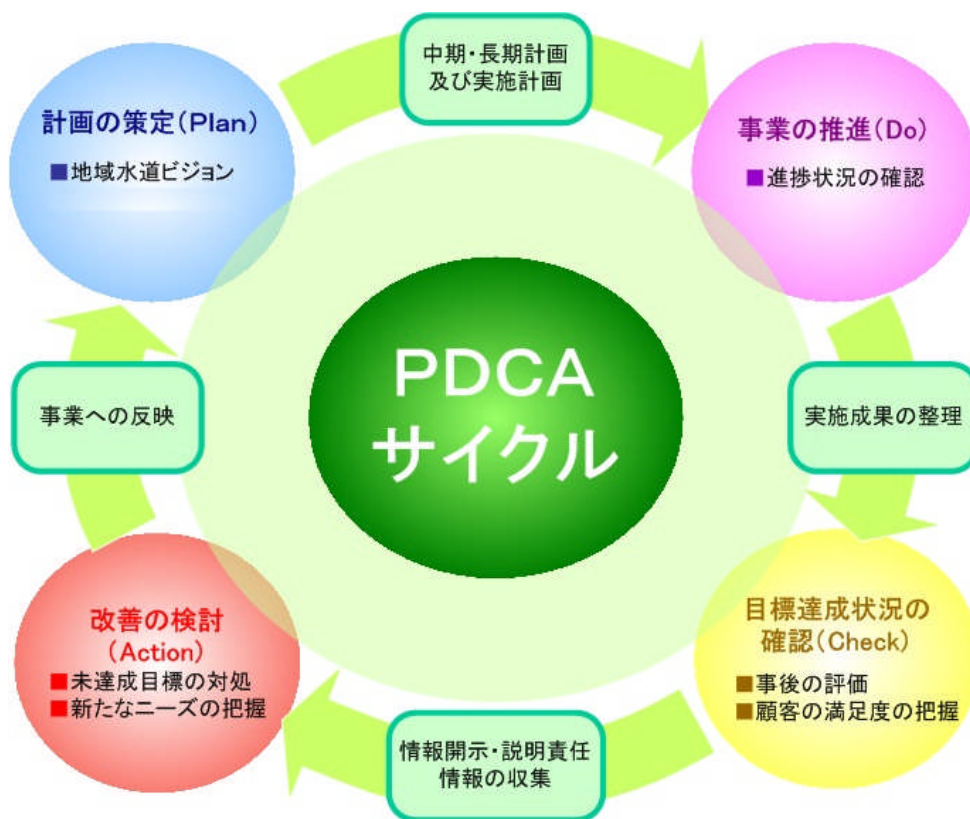 中期・長期計画
及び実施計画
計画の策定(Plan)
■地域水道ビジョン
事業の推進(Do)
■進捗状況の確認
PDCA
サイクル
事業への反映
実施成果の整理
改善の検討
(Action)
■未達成目標の対処
■新たなニーズの把握
目標達成状況の
確認(Check)
■事後の評価
■顧客の満足度の把握
情報開示・説明責任
情報の収集